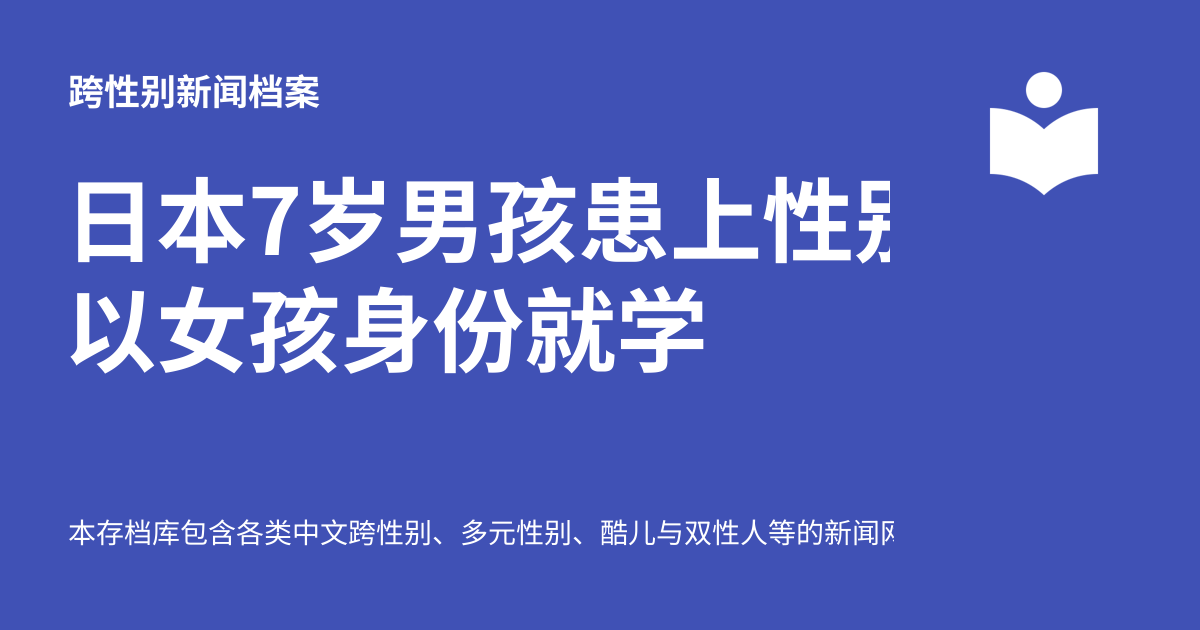 跨性别新闻档案
日本7岁男孩患上性别
以女孩身份就学
本存档库包含各类中文跨性别、多元性别、酷儿与双性人等的新闻网